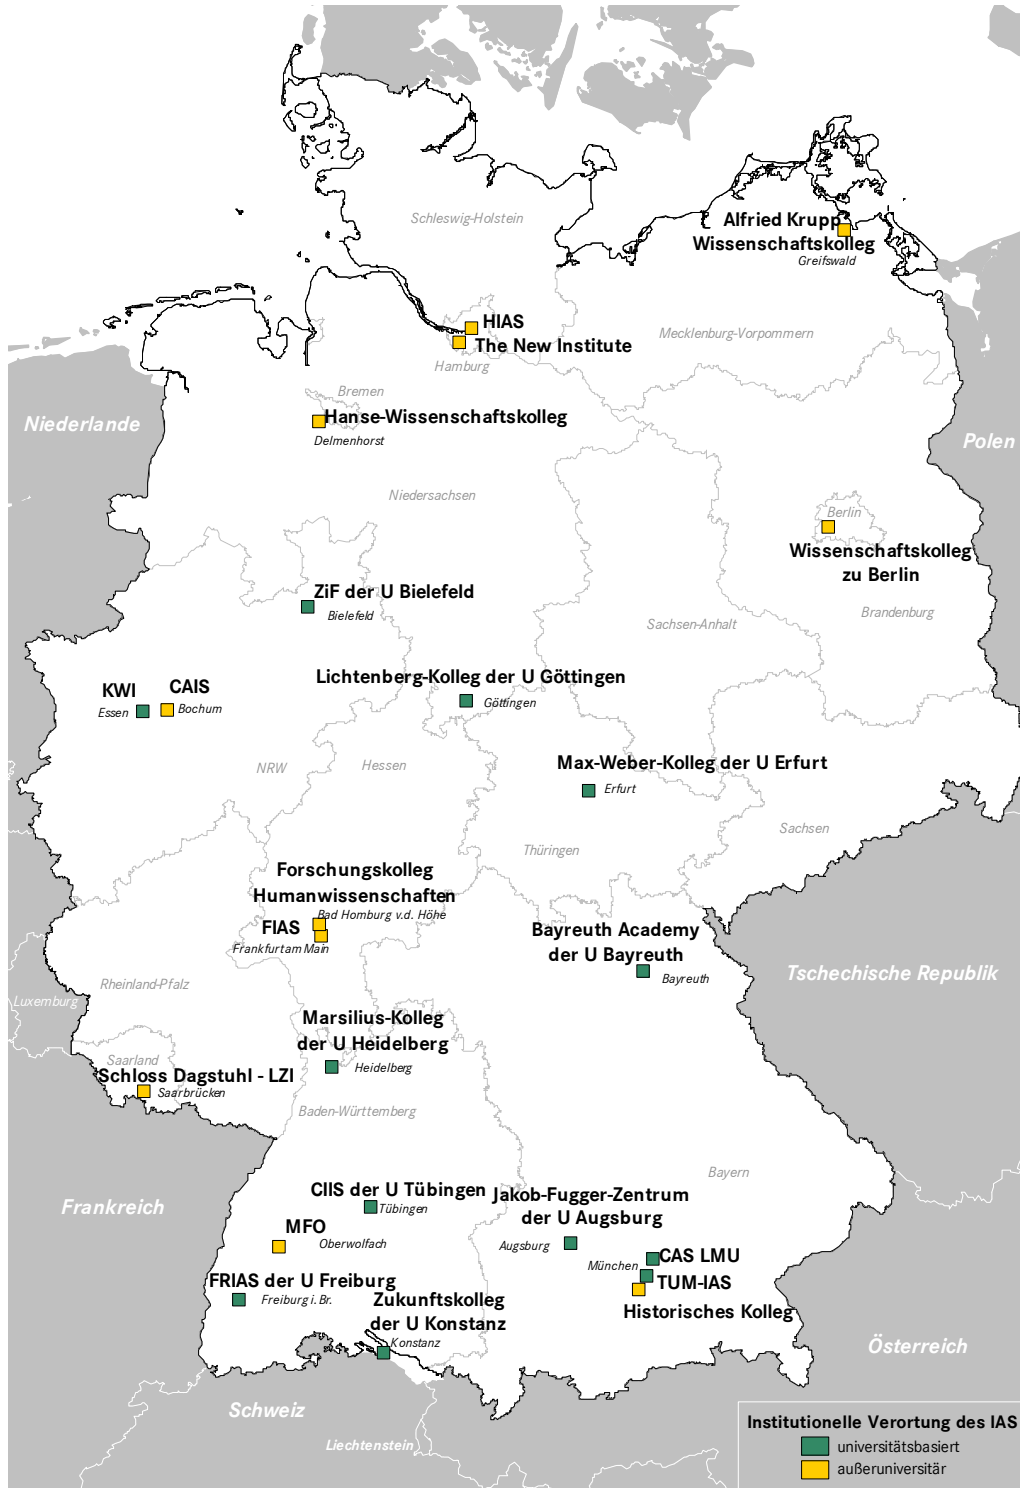 Schleswig-Holstein
Alfried Krupp
Wissenschaftskolleg
Greifswald
HIAS
The New Institute
Hamburg
Mecklenburg-Vorpommern
Bremen
Hanse-Wissenschaftskolleg
Delmenhorst
Niederlande
Polen
Niedersachsen
Berlin
Wissenschaftskolleg
zu Berlin
ZiF der U Bielefeld
Bielefeld
Brandenburg
Sachsen-Anhalt
Lichtenberg-Kolleg der U Göttingen
Göttingen
KWI
Essen
CAIS
Bochum
NRW
Hessen
Max-Weber-Kolleg der U Erfurt
Erfurt
Sachsen
Thüringen
Forschungskolleg
Humanwissenschaften
Bad Homburg v.d. Höhe
FIAS
Frankfurt am Main
Bayreuth Academy
der U Bayreuth
Bayreuth
Tschechische Republik
Rheinland-Pfalz
Luxemburg
Marsilius-Kolleg
der U Heidelberg
Heidelberg
Saarland
Schloss Dagstuhl - LZI
Saarbrücken
Baden-Württemberg
Bayern
Frankreich
CIIS der U Tübingen
Tübingen
Jakob-Fugger-Zentrum
der U Augsburg
Augsburg
MFO
Oberwolfach
München
CAS LMU
TUM-IAS
Historisches Kolleg
FRIAS der U Freiburg
Freiburg i. Br.
Zukunftskolleg
der U Konstanz
Konstanz
Österreich
Schweiz
Liechtenstein
Institutionelle Verortung des IAS
universitätsbasiert
außeruniversitär